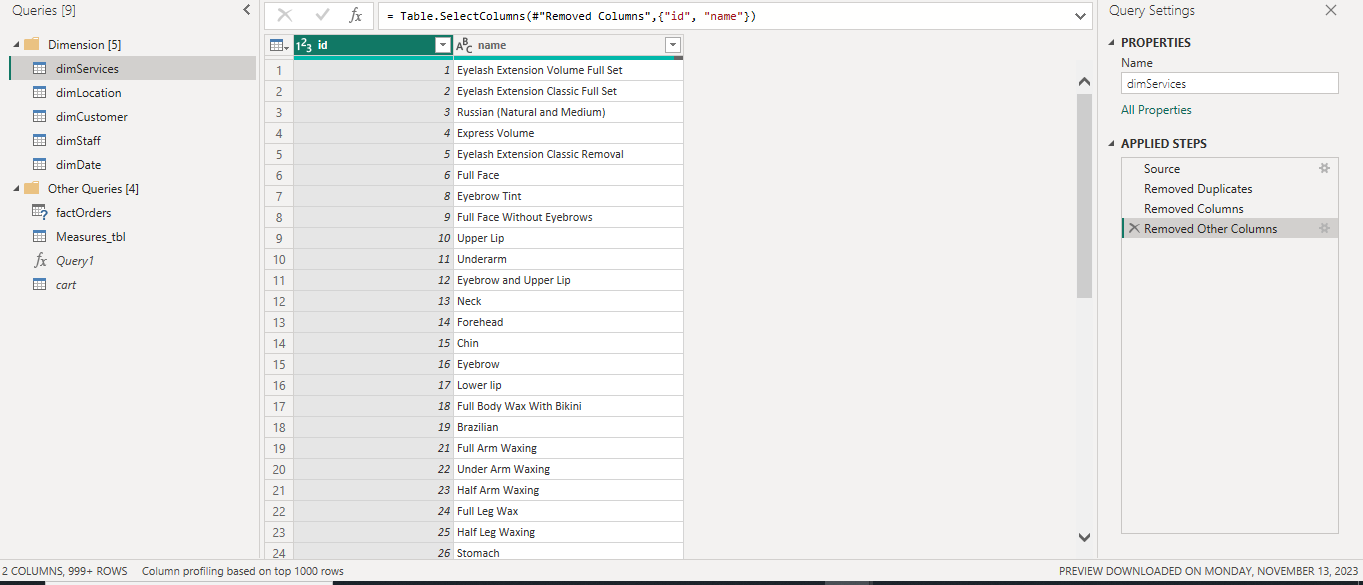 Queries [9]
Dimension [5]
dimServices
dimLocation
dimCustomer
dimStaff
dimDate
Other Queries [4]
factOrders
Measures_tbl
fx Query1
cart
fx = Table.SelectColumns(#"Removed Columns",{"id", "name"})
1²3 id ABC name
1 1 Eyelash Extension Volume Full Set
2 2 Eyelash Extension Classic Full Set
3 3 Russian (Natural and Medium)
4 4 Express Volume
5 5 Eyelash Extension Classic Removal
6 6 Full Face
7 8 Eyebrow Tint
8 9 Full Face Without Eyebrows
9 10 Upper Lip
10 11 Underarm
11 12 Eyebrow and Upper Lip
12 13 Neck
13 14 Forehead
14 15 Chin
15 16 Eyebrow
16 17 Lower lip
17 18 Full Body Wax With Bikini
18 19 Brazilian
19 21 Full Arm Waxing
20 22 Under Arm Waxing
21 23 Half Arm Waxing
22 24 Full Leg Wax
23 25 Half Leg Waxing
24 26 Stomach
Query Settings
PROPERTIES
Name
dimServices
All Properties
APPLIED STEPS
Source
Removed Duplicates
Removed Columns
Removed Other Columns
2 COLUMNS, 999+ ROWS Column profiling based on top 1000 rows
PREVIEW DOWNLOADED ON MONDAY, NOVEMBER 13, 2023